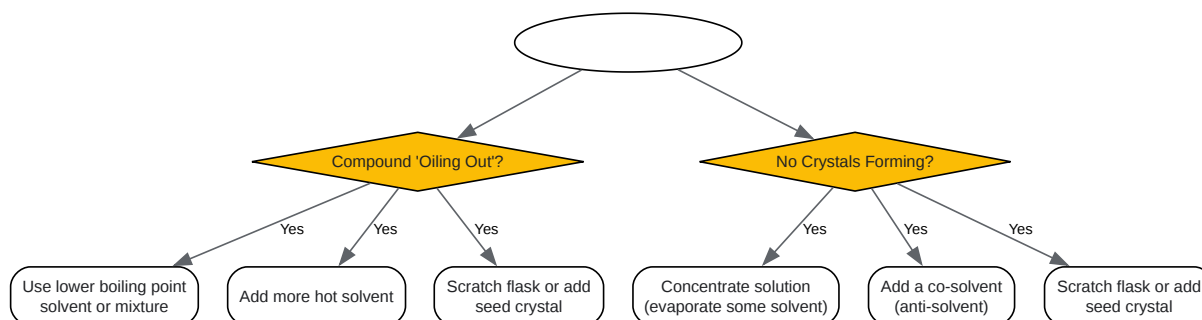 Compound 'Oiling Out'?
No Crystals Forming?
Yes
Yes
Yes
Yes
Yes
Yes
Use lower boiling point
solvent or mixture
Add more hot solvent
Scratch flask or add
seed crystal
Concentrate solution
(evaporate some solvent)
Add a co-solvent
(anti-solvent)
Scratch flask or add
seed crystal